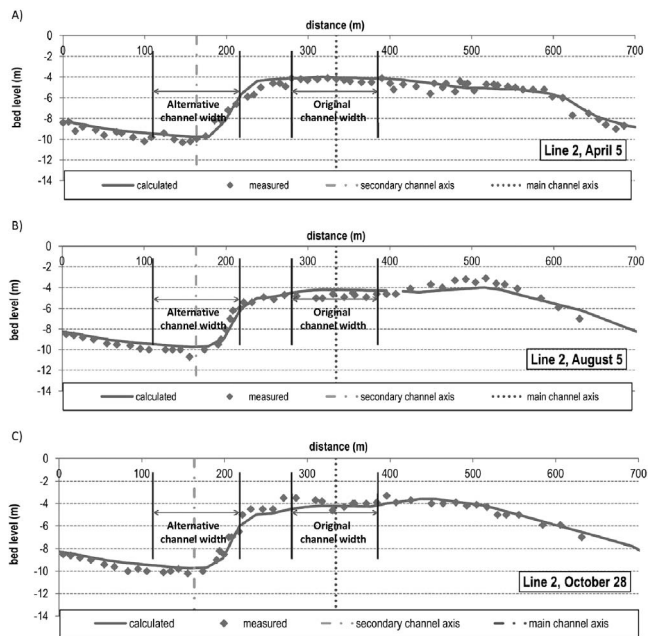 A)
distance (m)
0 100 200 300 400 500 600 700
0
-2
-4
-6
-8
-10
-12
-14
bed level (m)
Alternative
channel width
Original
channel width
Line 2, April 5
calculated measured secondary channel axis main channel axis
B)
distance (m)
0 100 200 300 400 500 600 700
0
-2
-4
-6
-8
-10
-12
-14
bed level (m)
Alternative
channel width
Original
channel width
Line 2, August 5
calculated measured secondary channel axis main channel axis
C)
distance (m)
0 100 200 300 400 500 600 700
0
-2
-4
-6
-8
-10
-12
-14
bed level (m)
Alternative
channel width
Original
channel width
Line 2, October 28
calculated measured secondary channel axis main channel axis